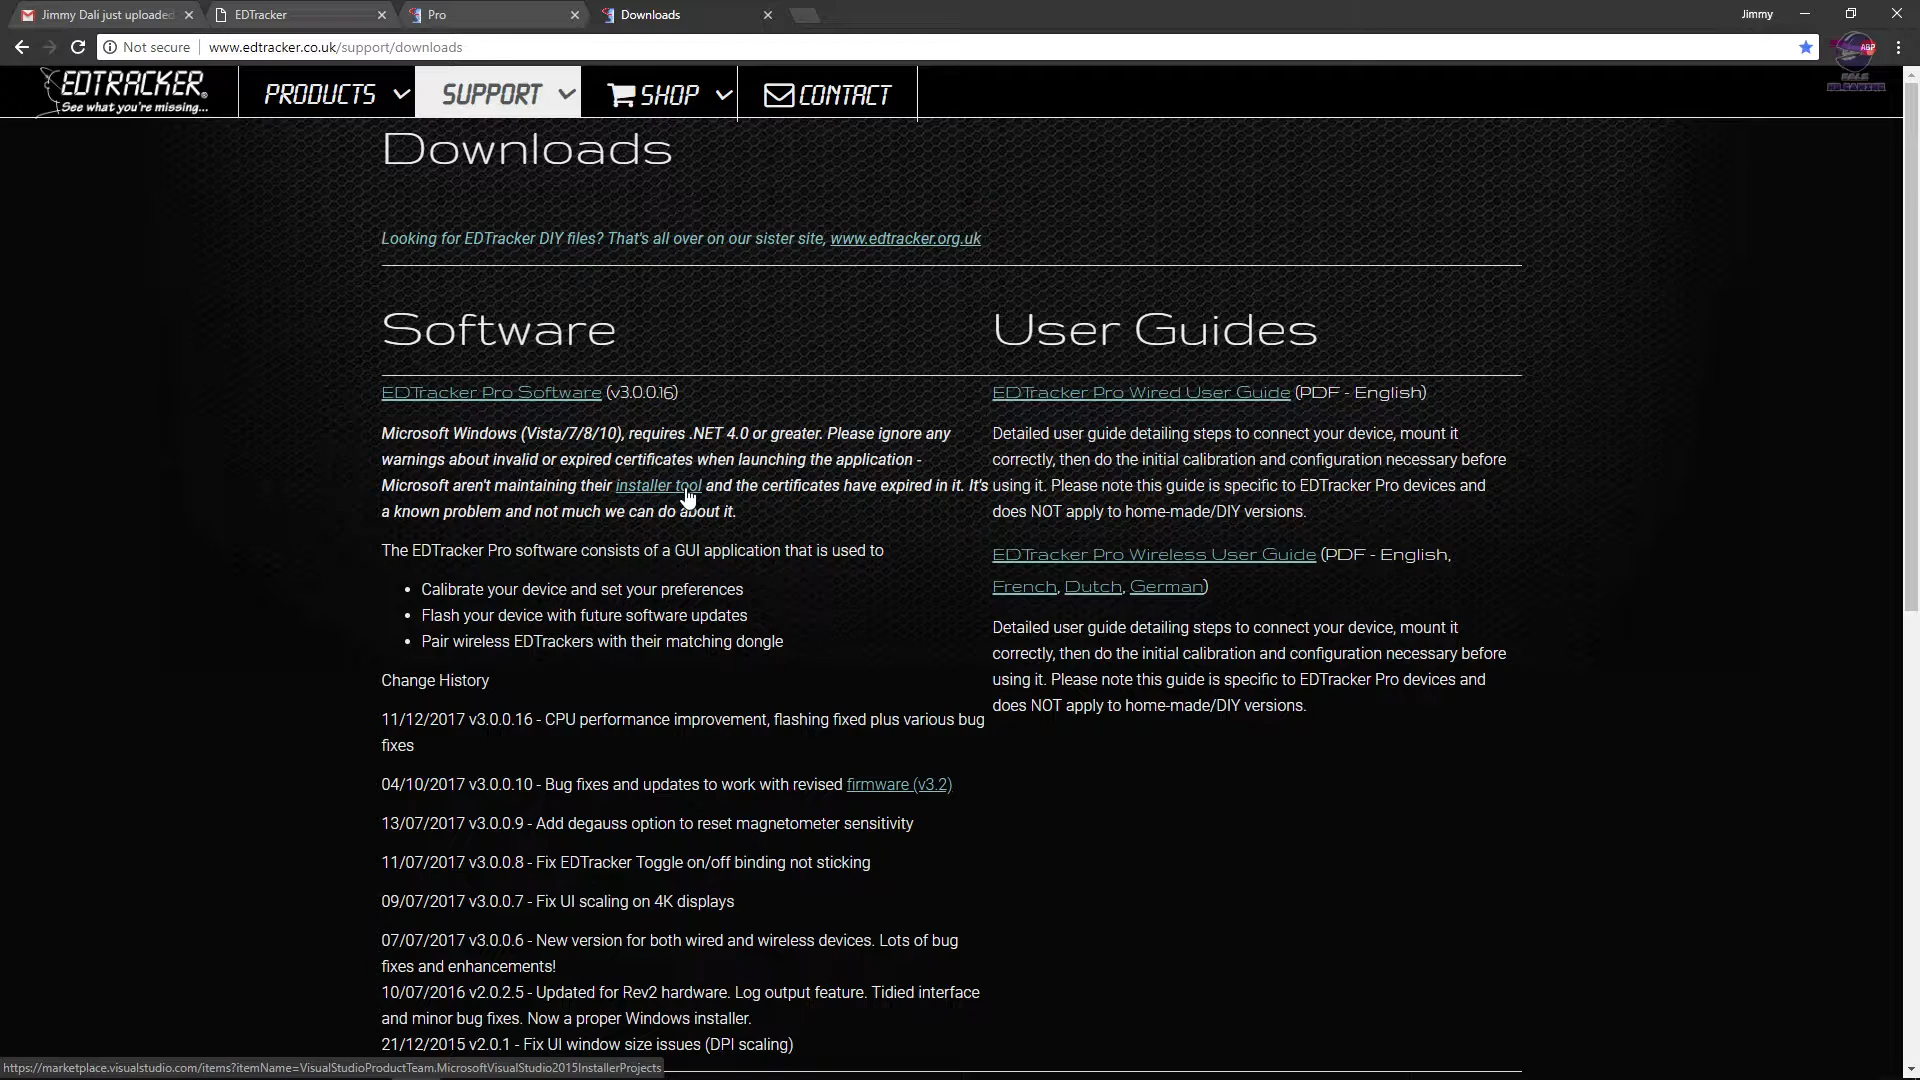 Jimmy Dali just uploaded
EDTracker
Pro
Downloads
Jimmy
Not secure
www.edtracker.co.uk/support/downloads
ABP
EDTRACKER®
See what you're missing...
PRODUCTS
SUPPORT
SHOP
CONTACT
Downloads
Looking for EDTracker DIY files? That's all over on our sister site, www.edtracker.org.uk
Software
EDTracker Pro Software (v3.0.0.16)
Microsoft Windows (Vista/7/8/10), requires .NET 4.0 or greater. Please ignore any
warnings about invalid or expired certificates when launching the application -
Microsoft aren't maintaining their installer tool and the certificates have expired in it. It's
a known problem and not much we can do about it.
The EDTracker Pro software consists of a GUI application that is used to
• Calibrate your device and set your preferences
• Flash your device with future software updates
• Pair wireless EDTrackers with their matching dongle
Change History
11/12/2017 v3.0.0.16 - CPU performance improvement, flashing fixed plus various bug
fixes
04/10/2017 v3.0.0.10 - Bug fixes and updates to work with revised firmware (v3.2)
13/07/2017 v3.0.0.9 - Add degauss option to reset magnetometer sensitivity
11/07/2017 v3.0.0.8 - Fix EDTracker Toggle on/off binding not sticking
09/07/2017 v3.0.0.7 - Fix UI scaling on 4K displays
07/07/2017 v3.0.0.6 - New version for both wired and wireless devices. Lots of bug
fixes and enhancements!
10/07/2016 v2.0.2.5 - Updated for Rev2 hardware. Log output feature. Tidied interface
and minor bug fixes. Now a proper Windows installer.
21/12/2015 v2.0.1 - Fix UI window size issues (DPI scaling)
User Guides
EDTracker Pro Wired User Guide (PDF - English)
Detailed user guide detailing steps to connect your device, mount it
correctly, then do the initial calibration and configuration necessary before
using it. Please note this guide is specific to EDTracker Pro devices and
does NOT apply to home-made/DIY versions.
EDTracker Pro Wireless User Guide (PDF - English,
French, Dutch, German)
Detailed user guide detailing steps to connect your device, mount it
correctly, then do the initial calibration and configuration necessary before
using it. Please note this guide is specific to EDTracker Pro devices and
does NOT apply to home-made/DIY versions.
https://marketplace.visualstudio.com/items?itemName=VisualStudioProductTeam.MicrosoftVisualStudio2015InstallerProjects